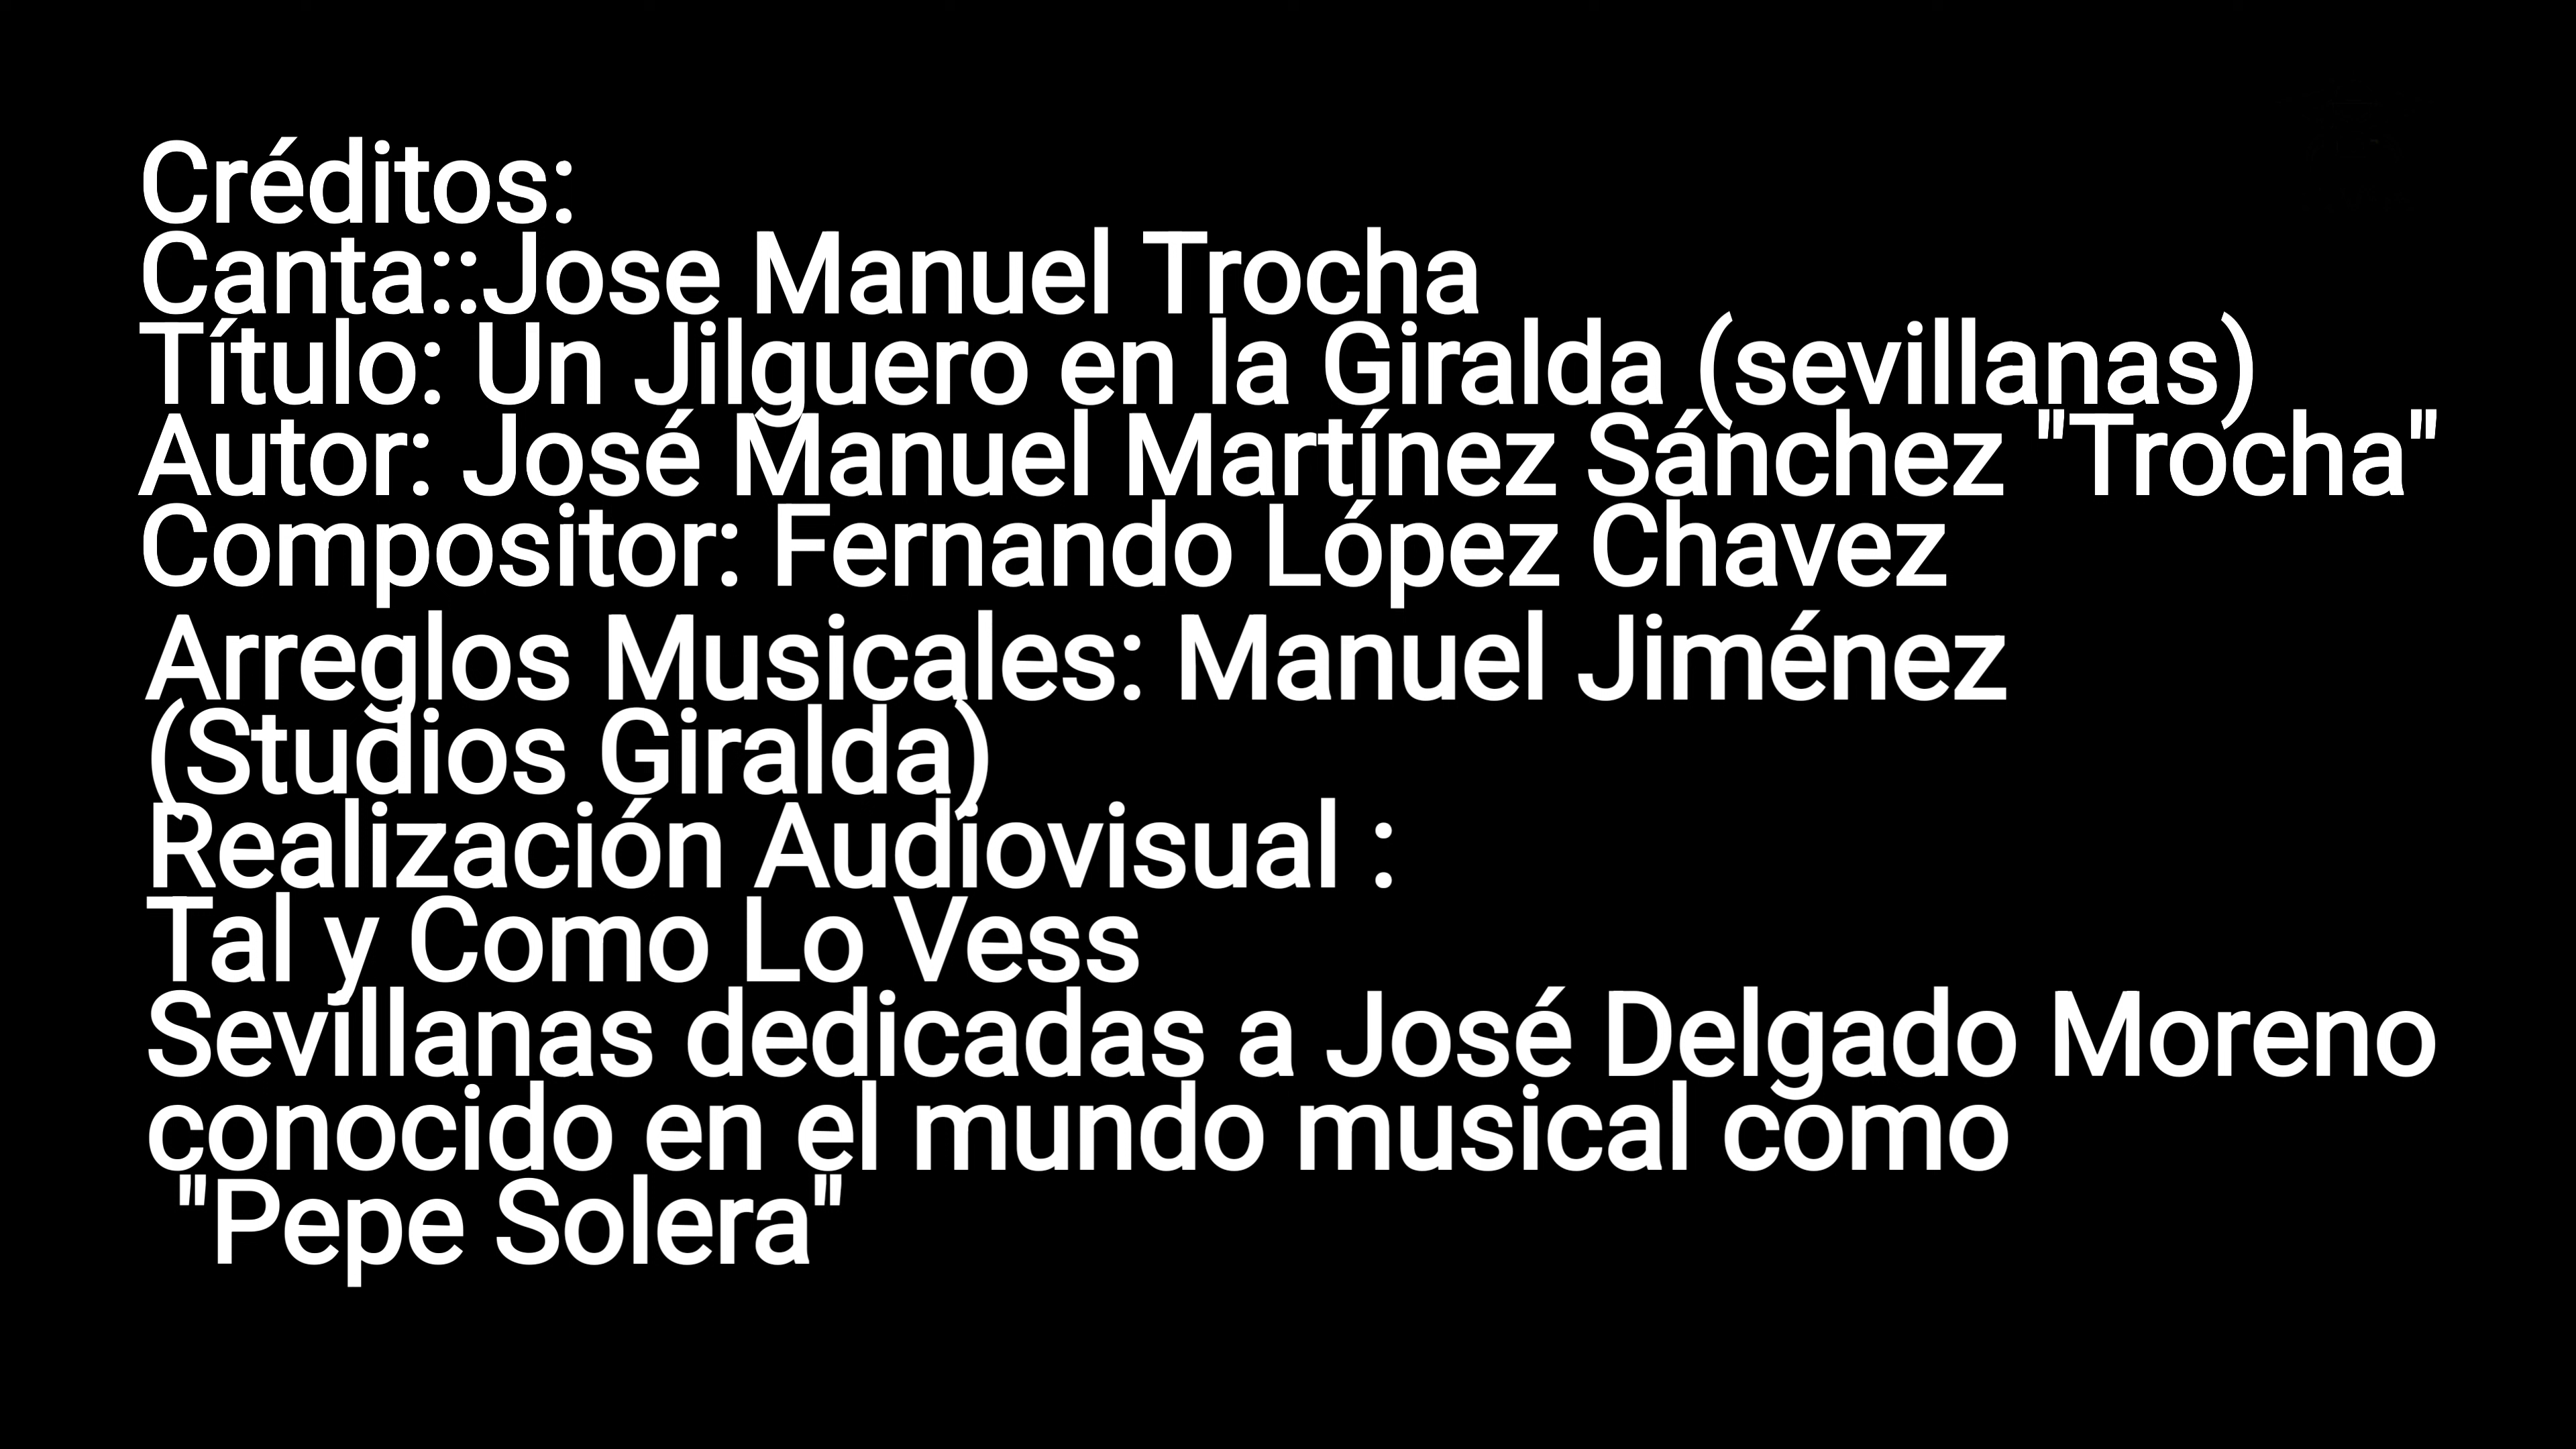 Créditos:
Canta::Jose Manuel Trocha
Título: Un Jilguero en la Giralda (sevillanas)
Autor: José Manuel Martínez Sánchez "Trocha"
Compositor: Fernando López Chavez
Arreglos Musicales: Manuel Jiménez
(Studios Giralda)
Realización Audiovisual :
Tal y Como Lo Vess
Sevillanas dedicadas a José Delgado Moreno
conocido en el mundo musical como
"Pepe Solera"